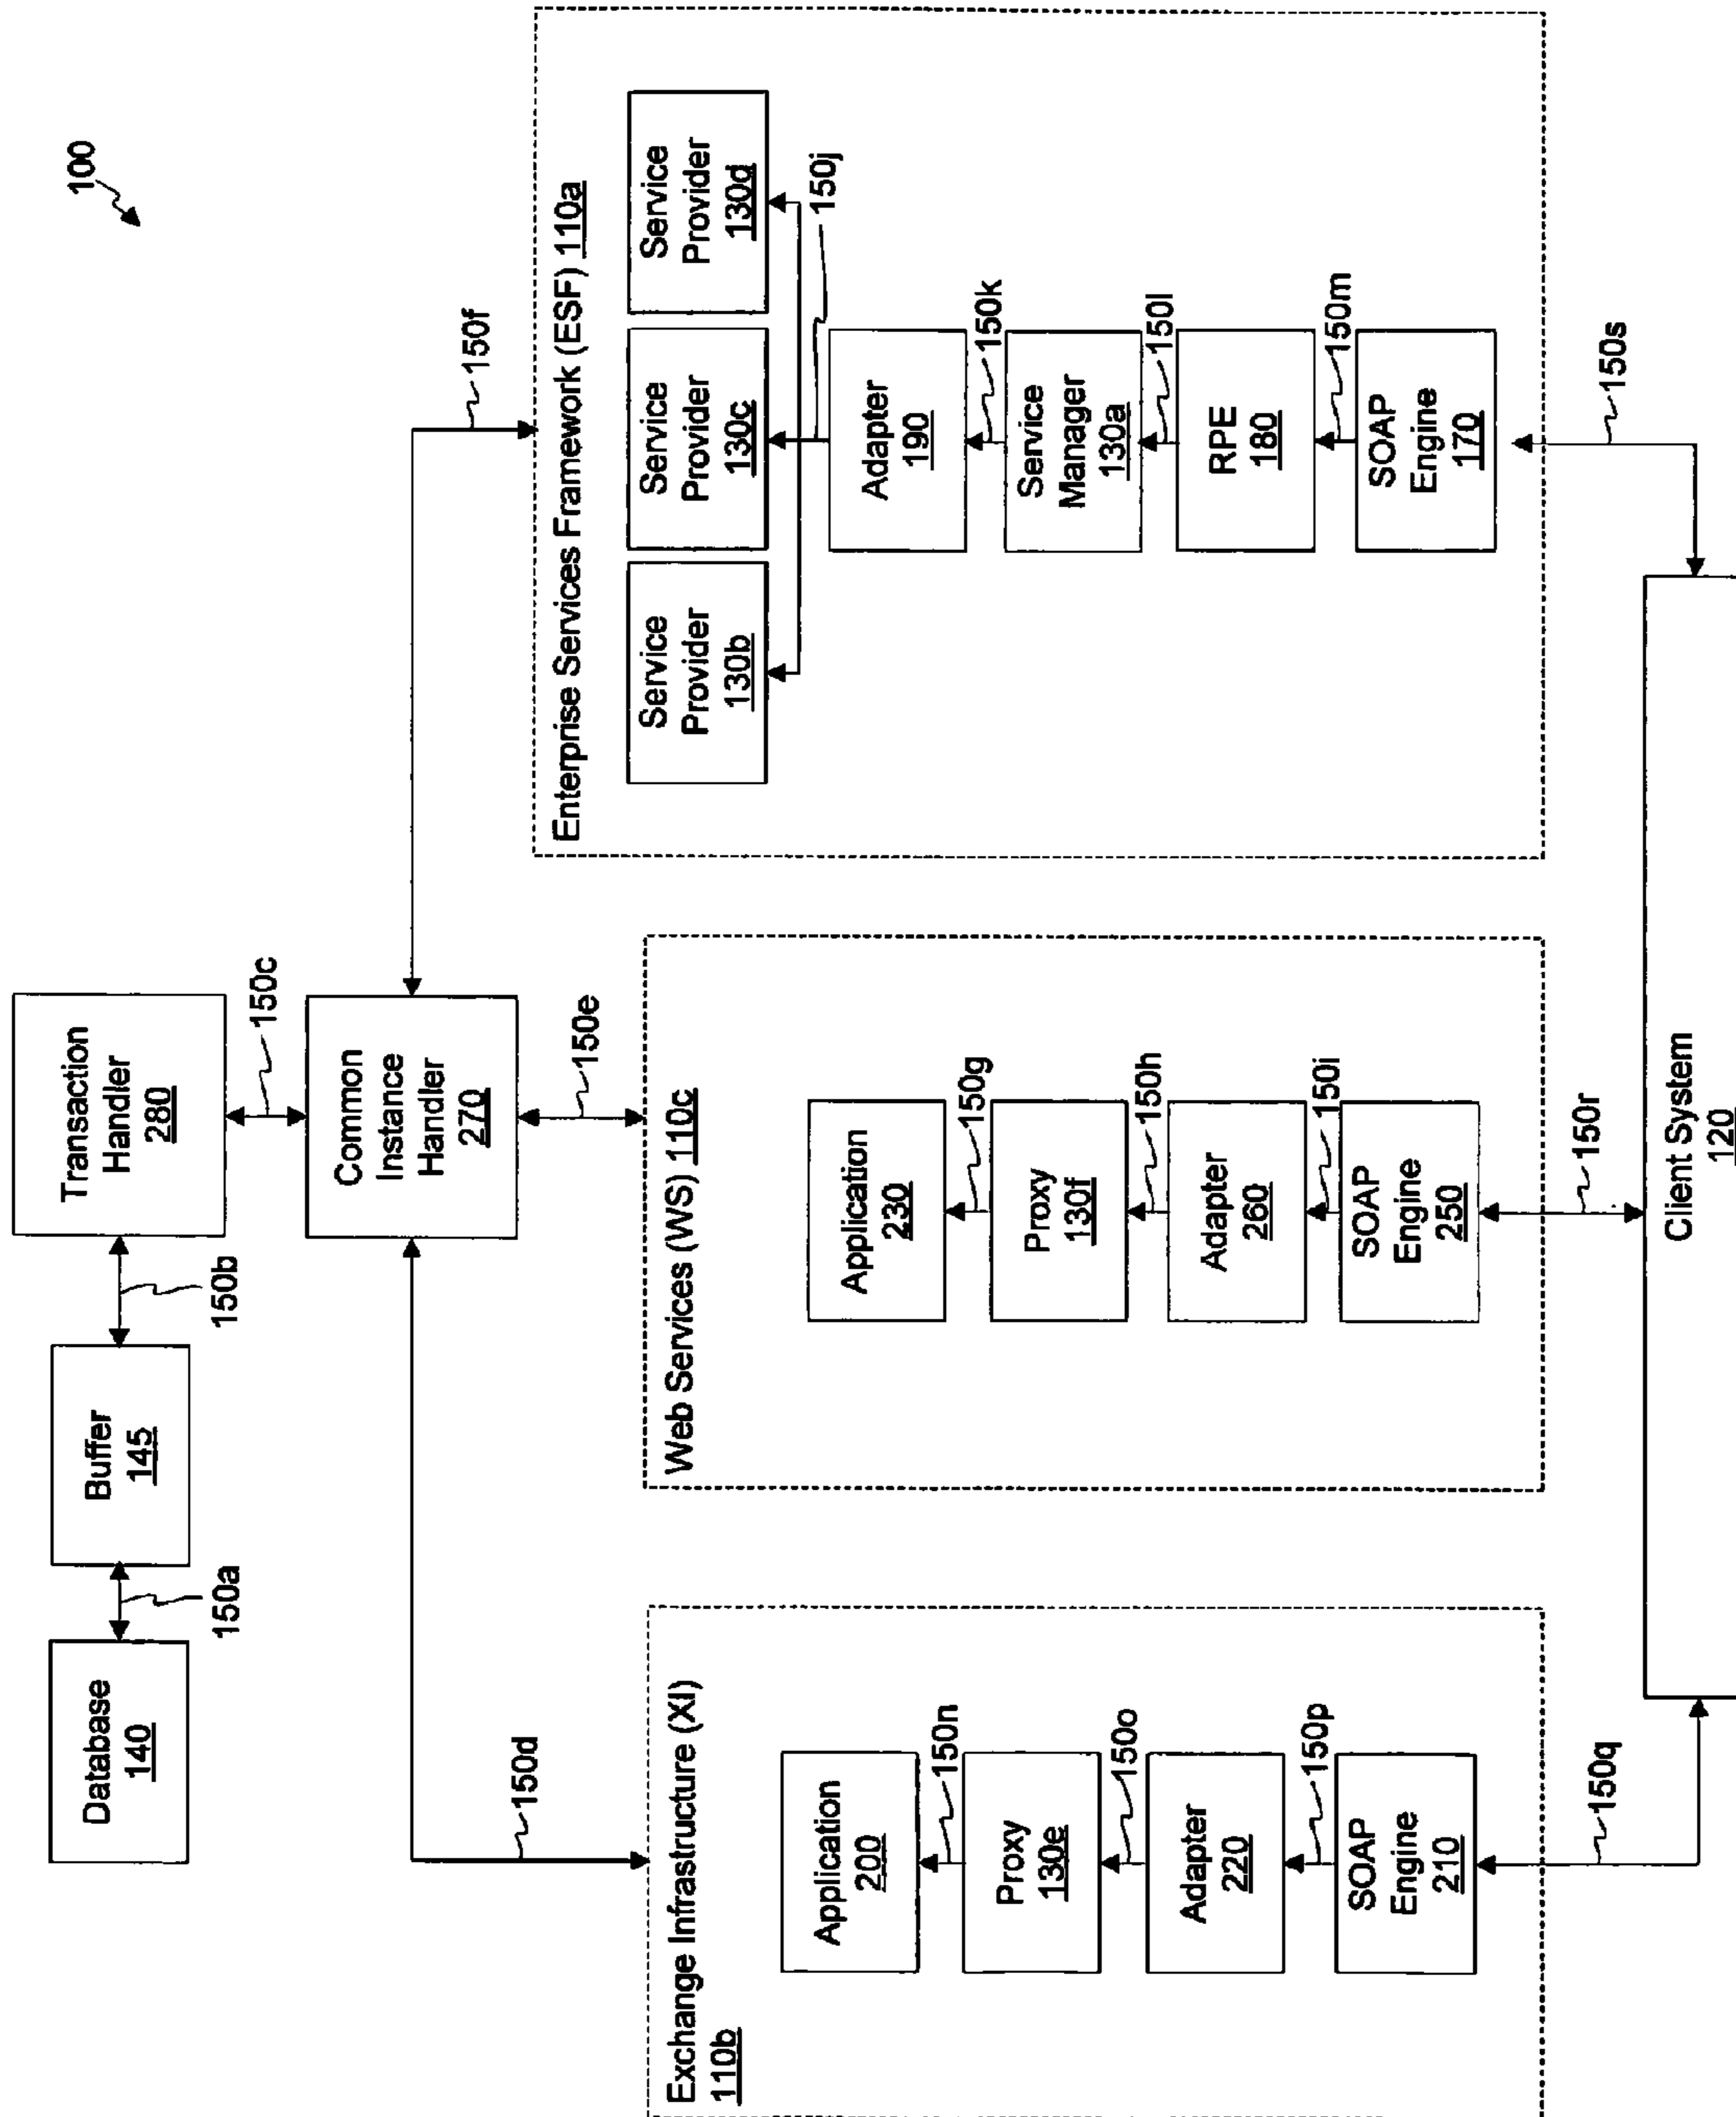 100
Database
140
150a
Buffer
145
150b
Transaction
Handler
280
150c
Common
Instance
Handler
270
150d
150e
150f
Exchange Infrastructure (XI)
110b
Application
200
150n
Proxy
130e
150o
Adapter
220
150p
SOAP
Engine
210
150q
Web Services (WS) 110c
Application
230
150g
Proxy
130f
150h
Adapter
260
150i
SOAP
Engine
250
150r
Enterprise Services Framework (ESF) 110a
Service
Provider
130b
Service
Provider
130c
Service
Provider
130d
150j
Adapter
190
150k
Service
Manager
130a
150l
RPE
180
150m
SOAP
Engine
170
150s
Client System
120